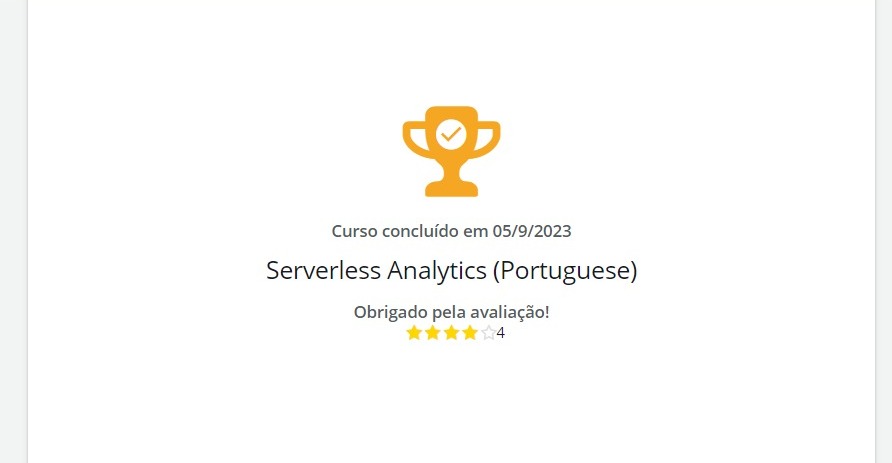 Curso concluído em 05/9/2023
Serverless Analytics (Portuguese)
Obrigado pela avaliação!
4